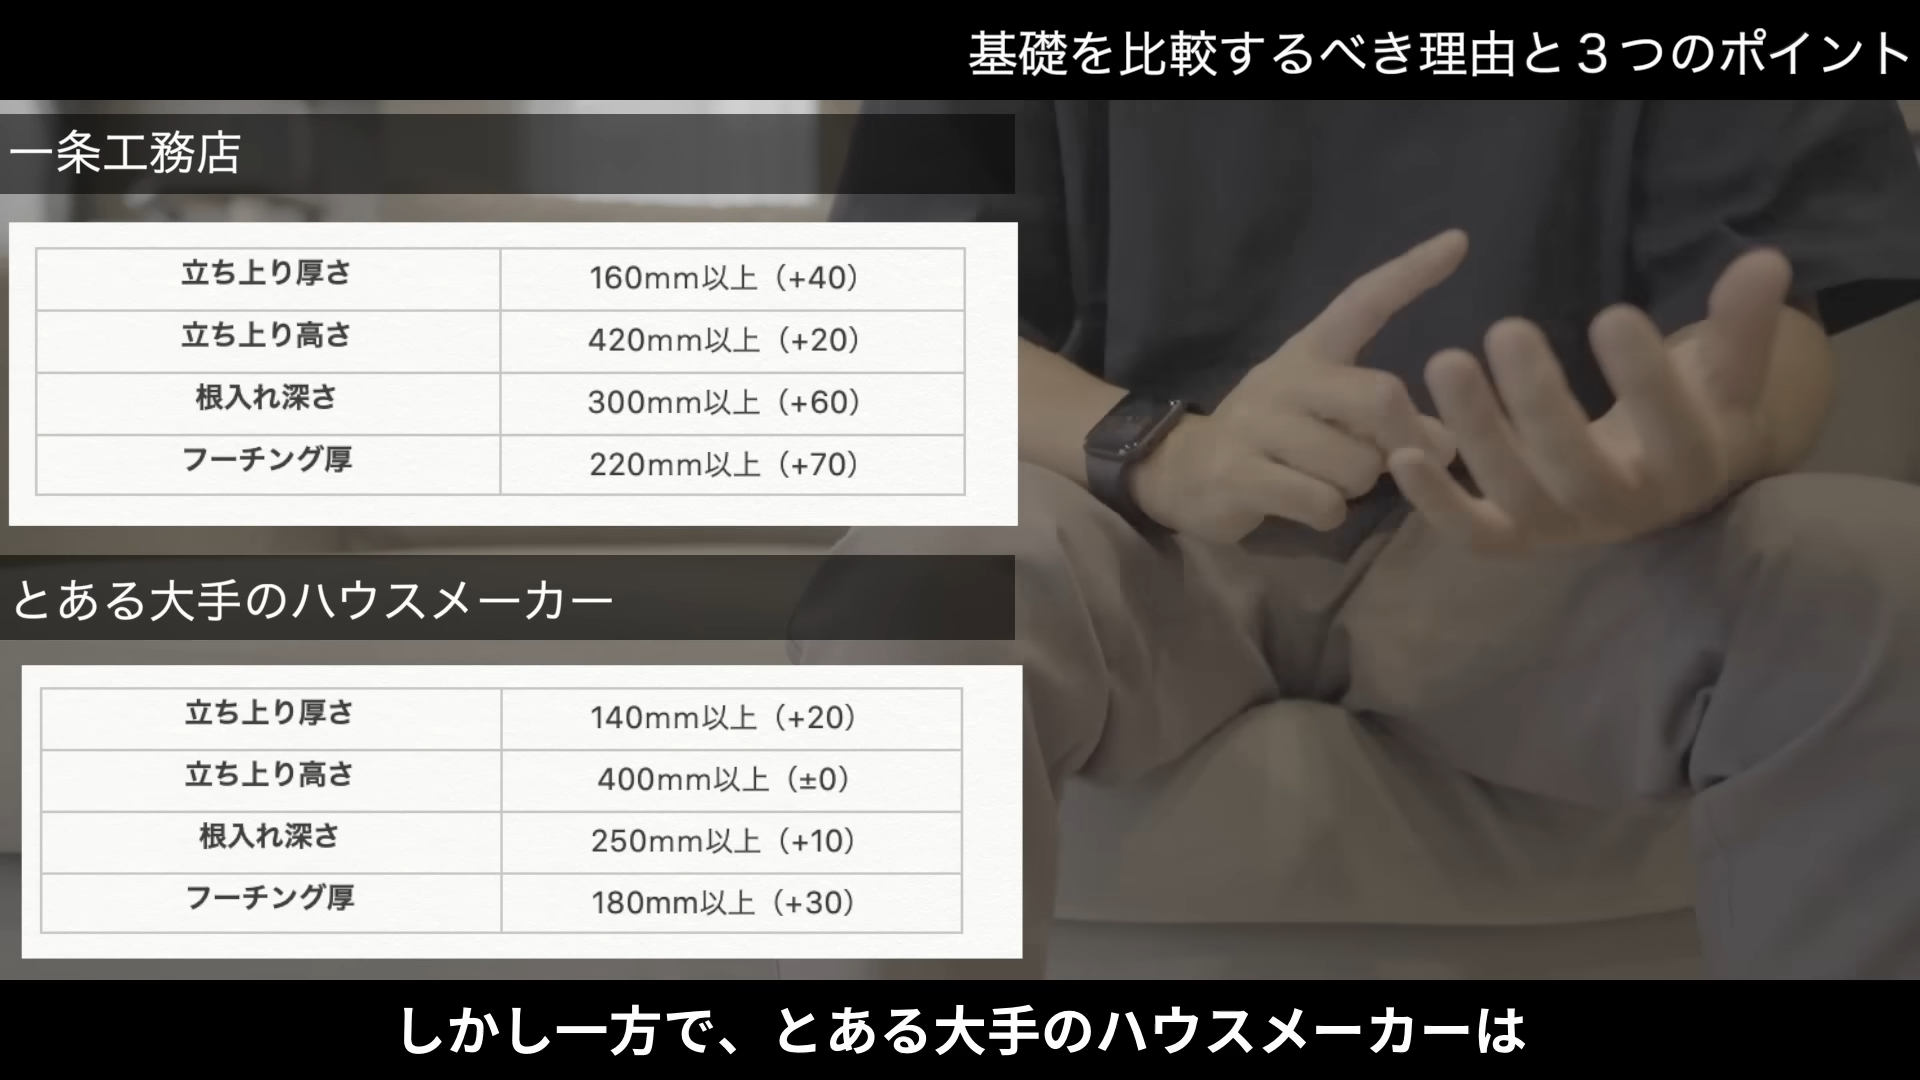 基礎を比較するべき理由と３つのポイント
一条工務店
立ち上り厚さ 160mm以上（+40）
立ち上り高さ 420mm以上（+20）
根入れ深さ 300mm以上（+60）
フーチング厚 220mm以上（+70）
とある大手のハウスメーカー
立ち上り厚さ 140mm以上（+20）
立ち上り高さ 400mm以上（±0）
根入れ深さ 250mm以上（+10）
フーチング厚 180mm以上（+30）
しかし一方で、とある大手のハウスメーカーは